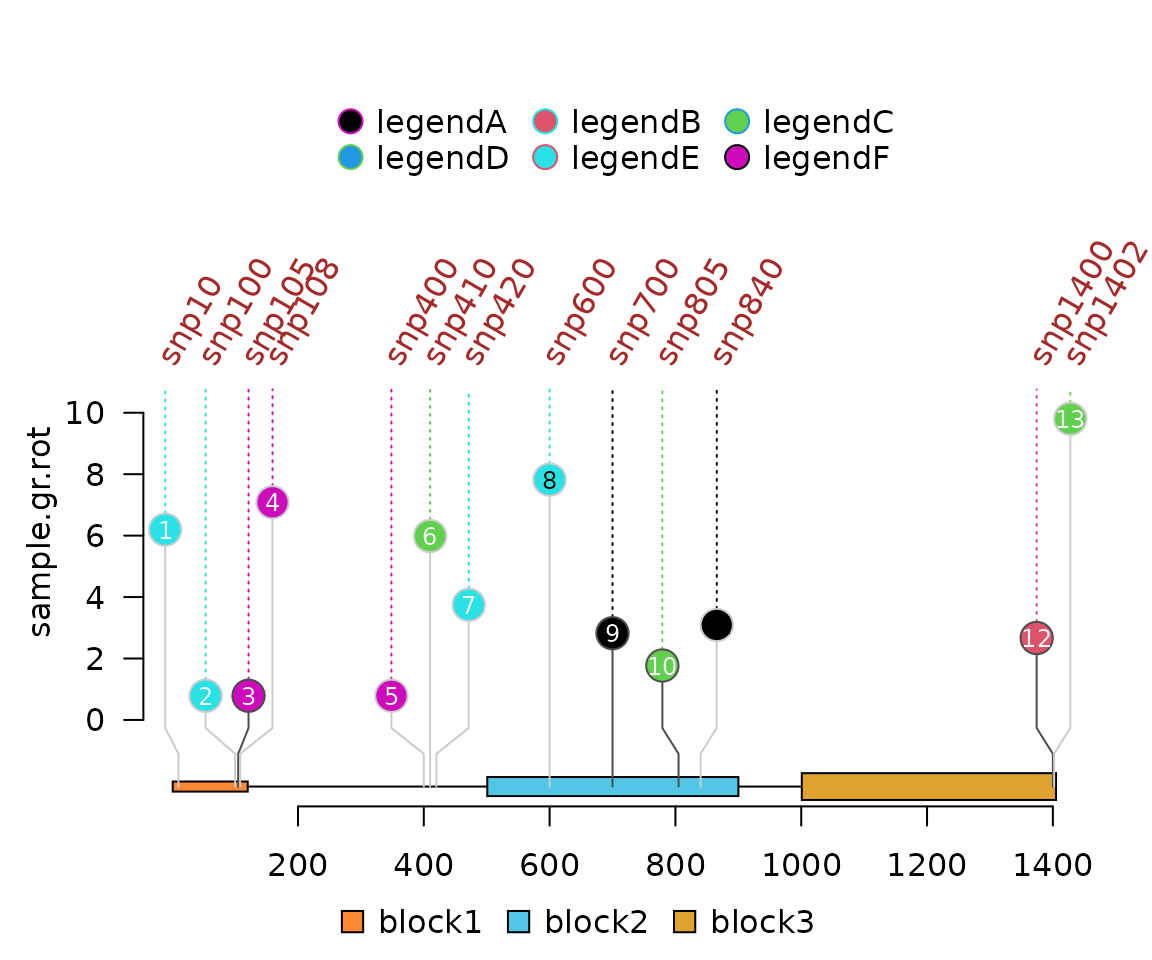 legendA legendB legendC
legendD legendE legendF
snp10 snp100 snp105 snp108 snp400 snp410 snp420 snp600 snp700 snp805 snp840 snp1400 snp1402
sample.gr.rot
10
8
6
4
2
0
1 2 3 4 5 6 7 8 9 10 12 13
200 400 600 800 1000 1200 1400
block1 block2 block3